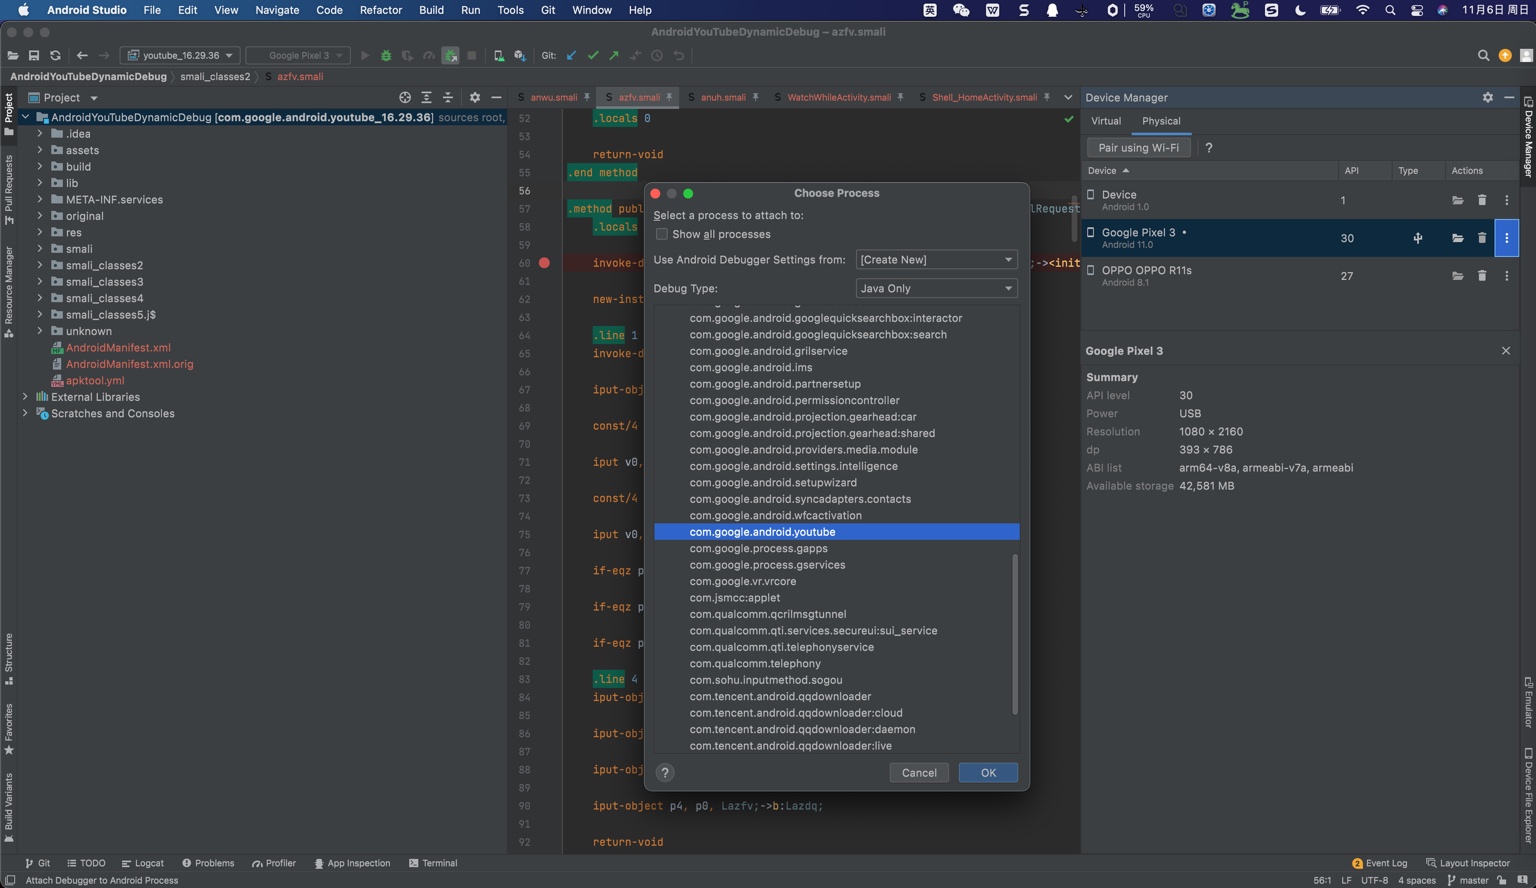 Android Studio File Edit View Navigate Code Refactor Build Run Tools Git Window Help 英 59% CPU 11月6日 周日
AndroidYouTubeDynamicDebug – azfv.smali
youtube_16.29.36 Google Pixel 3 Git:
AndroidYouTubeDynamicDebug smali_classes2 azfv.smali
Project
Pull Requests
Resource Manager
Structure
Favorites
Build Variants
Project
AndroidYouTubeDynamicDebug [com.google.android.youtube_16.29.36] sources root,
.idea
assets
build
lib
META-INF.services
original
res
smali
smali_classes2
smali_classes3
smali_classes4
smali_classes5.j$
unknown
AndroidManifest.xml
AndroidManifest.xml.orig
apktool.yml
External Libraries
Scratches and Consoles
anwu.smali azfv.smali anuh.smali WatchWhileActivity.smali Shell_HomeActivity.smali
52 .locals 0
53
54 return-void
55 .end method
56
57 .method publ lRequest
58 .locals
59
60 invoke-d ;-><init
61
62 new-inst
63
64 .line 1
65 invoke-d
66
67 iput-obj
68
69 const/4
70
71 iput v0,
72
73 const/4
74
75 iput v0,
76
77 if-eqz p
78
79 if-eqz p
80
81 if-eqz p
82
83 .line 4
84 iput-obj
85
86 iput-obj
87
88 iput-obj
89
90 iput-object p4, p0, Lazfv;->b:Lazdq;
91
92 return-void
Choose Process
Select a process to attach to:
Show all processes
Use Android Debugger Settings from: [Create New]
Debug Type: Java Only
com.google.android.googlequicksearchbox:interactor
com.google.android.googlequicksearchbox:search
com.google.android.grilservice
com.google.android.ims
com.google.android.partnersetup
com.google.android.permissioncontroller
com.google.android.projection.gearhead:car
com.google.android.projection.gearhead:shared
com.google.android.providers.media.module
com.google.android.settings.intelligence
com.google.android.setupwizard
com.google.android.syncadapters.contacts
com.google.android.wfcactivation
com.google.android.youtube
com.google.process.gapps
com.google.process.gservices
com.google.vr.vrcore
com.jsmcc:applet
com.qualcomm.qcrilmsgtunnel
com.qualcomm.qti.services.secureui:sui_service
com.qualcomm.qti.telephonyservice
com.qualcomm.telephony
com.sohu.inputmethod.sogou
com.tencent.android.qqdownloader
com.tencent.android.qqdownloader:cloud
com.tencent.android.qqdownloader:daemon
com.tencent.android.qqdownloader:live
? Cancel OK
Device Manager
Virtual Physical
Pair using Wi-Fi ?
Device API Type Actions
Device 1
Android 1.0
Google Pixel 3 • 30
Android 11.0
OPPO OPPO R11s 27
Android 8.1
Google Pixel 3
Summary
API level 30
Power USB
Resolution 1080 × 2160
dp 393 × 786
ABI list arm64-v8a, armeabi-v7a, armeabi
Available storage 42,581 MB
Device Manager
Emulator
Device File Explorer
Git TODO Logcat Problems Profiler App Inspection Terminal 2 Event Log Layout Inspector
Attach Debugger to Android Process 56:1 LF UTF-8 4 spaces master